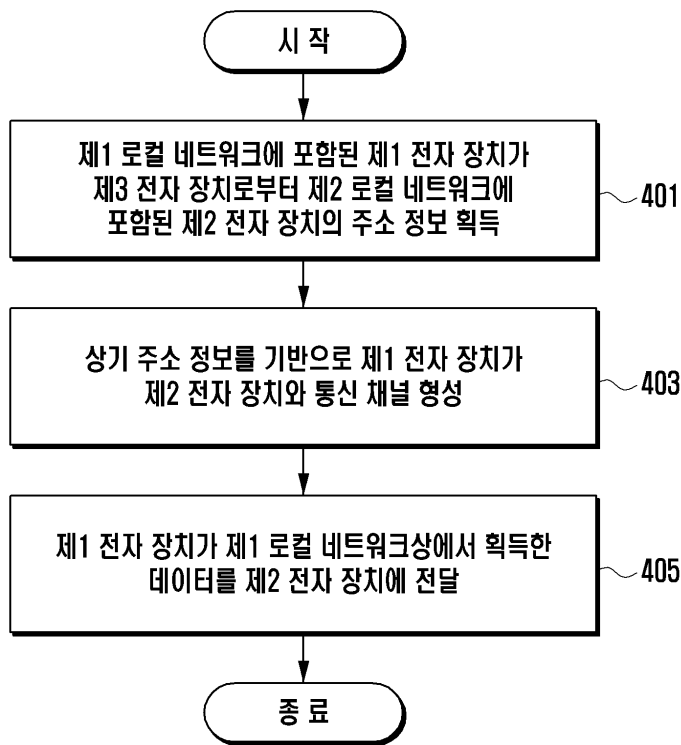 시 작
제1 로컬 네트워크에 포함된 제1 전자 장치가
제3 전자 장치로부터 제2 로컬 네트워크에
포함된 제2 전자 장치의 주소 정보 획득
401
상기 주소 정보를 기반으로 제1 전자 장치가
제2 전자 장치와 통신 채널 형성
403
제1 전자 장치가 제1 로컬 네트워크상에서 획득한
데이터를 제2 전자 장치에 전달
405
종 료